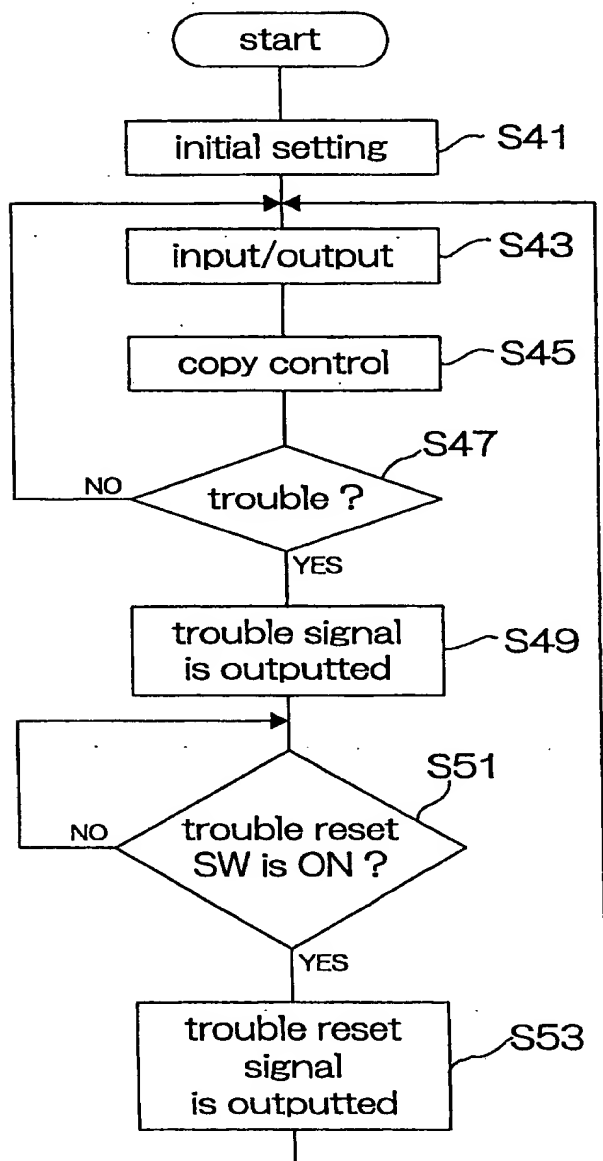 start
initial setting
S41
input/output
S43
copy control
S45
S47
trouble ?
NO
YES
trouble signal
is outputted
S49
S51
trouble reset
SW is ON ?
NO
YES
trouble reset
signal
is outputted
S53